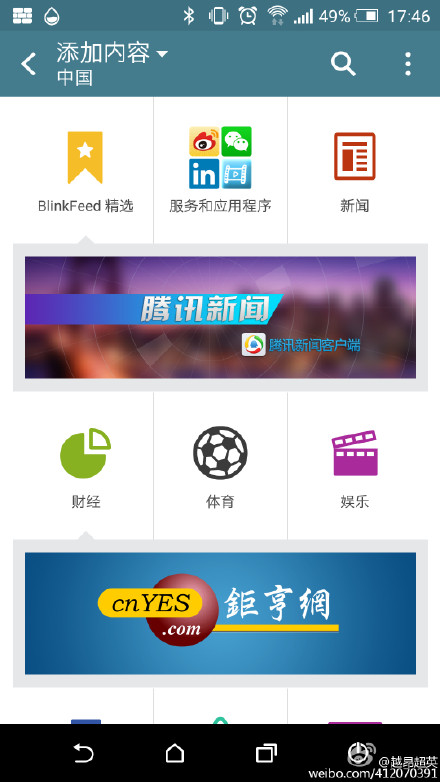 49% 17:46
添加内容
中国
BlinkFeed 精选
服务和应用程序
新闻
腾讯新闻
腾讯新闻客户端
财经
体育
娱乐
cnYES
.com
鉅亨網
@越昂超英
weibo.com/412070391